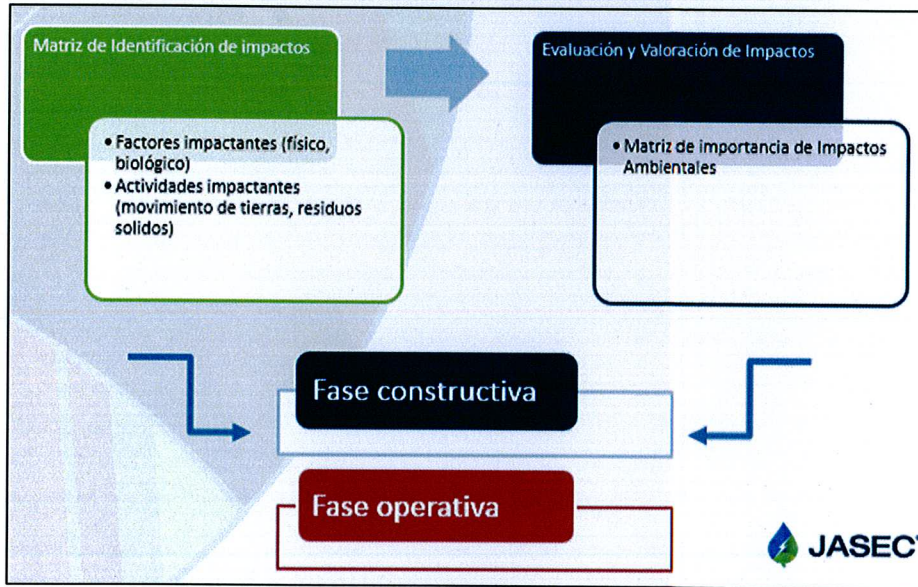 Matriz de Identificación de impactos
• Factores impactantes (físico,
biológico)
• Actividades impactantes
(movimiento de tierras, residuos
solidos)
Evaluación y Valoración de Impactos
• Matriz de importancia de Impactos
Ambientales
Fase constructiva
Fase operativa
JASEC